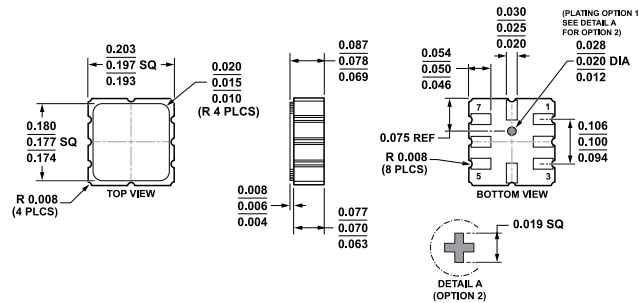 0.203
0.197 SQ
0.193
0.020
0.015
0.010
(R 4 PLCS)
0.180
0.177 SQ
0.174
R 0.008
(4 PLCS)
TOP VIEW
0.087
0.078
0.069
0.008
0.006
0.004
0.077
0.070
0.063
0.030
0.025
0.020
(PLATING OPTION 1
SEE DETAIL A
FOR OPTION 2)
0.054
0.050
0.046
0.028
0.020 DIA
0.012
7
1
0.075 REF
0.106
0.100
0.094
R 0.008
(8 PLCS)
5
3
BOTTOM VIEW
0.019 SQ
DETAIL A
(OPTION 2)